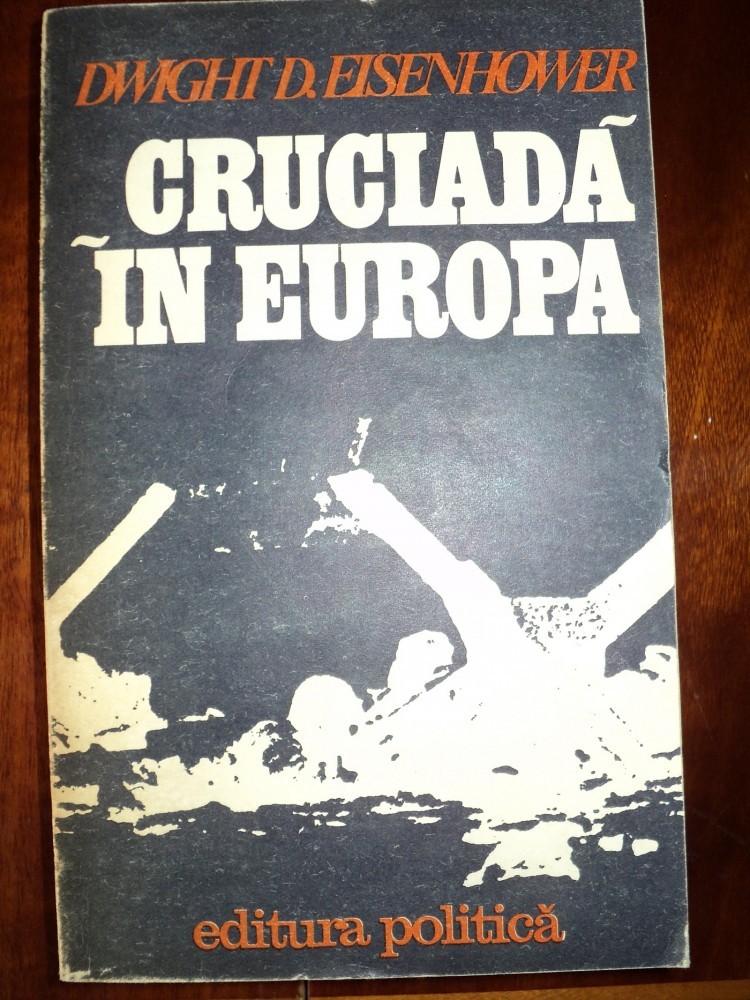 DWIGHT D. EISENHOWER
CRUCIADĂ
ÎN EUROPA
editura politică